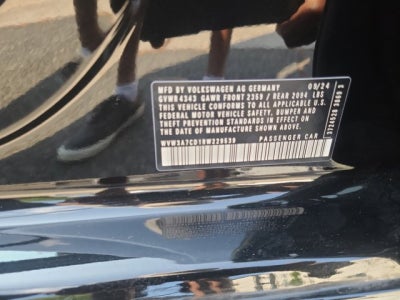 MFD BY VOLKSWAGEN AG GERMANY 09/24
GVWR 4343 GAWR FRONT 2359 / REAR 2094 LBS
THIS VEHICLE CONFORMS TO ALL APPLICABLE U.S.
FEDERAL MOTOR VEHICLE SAFETY, BUMPER AND
THEFT PREVENTION STANDARDS IN EFFECT ON
THE DATE OF MANUFACTURE SHOWN ABOVE.
PASSENGER CAR